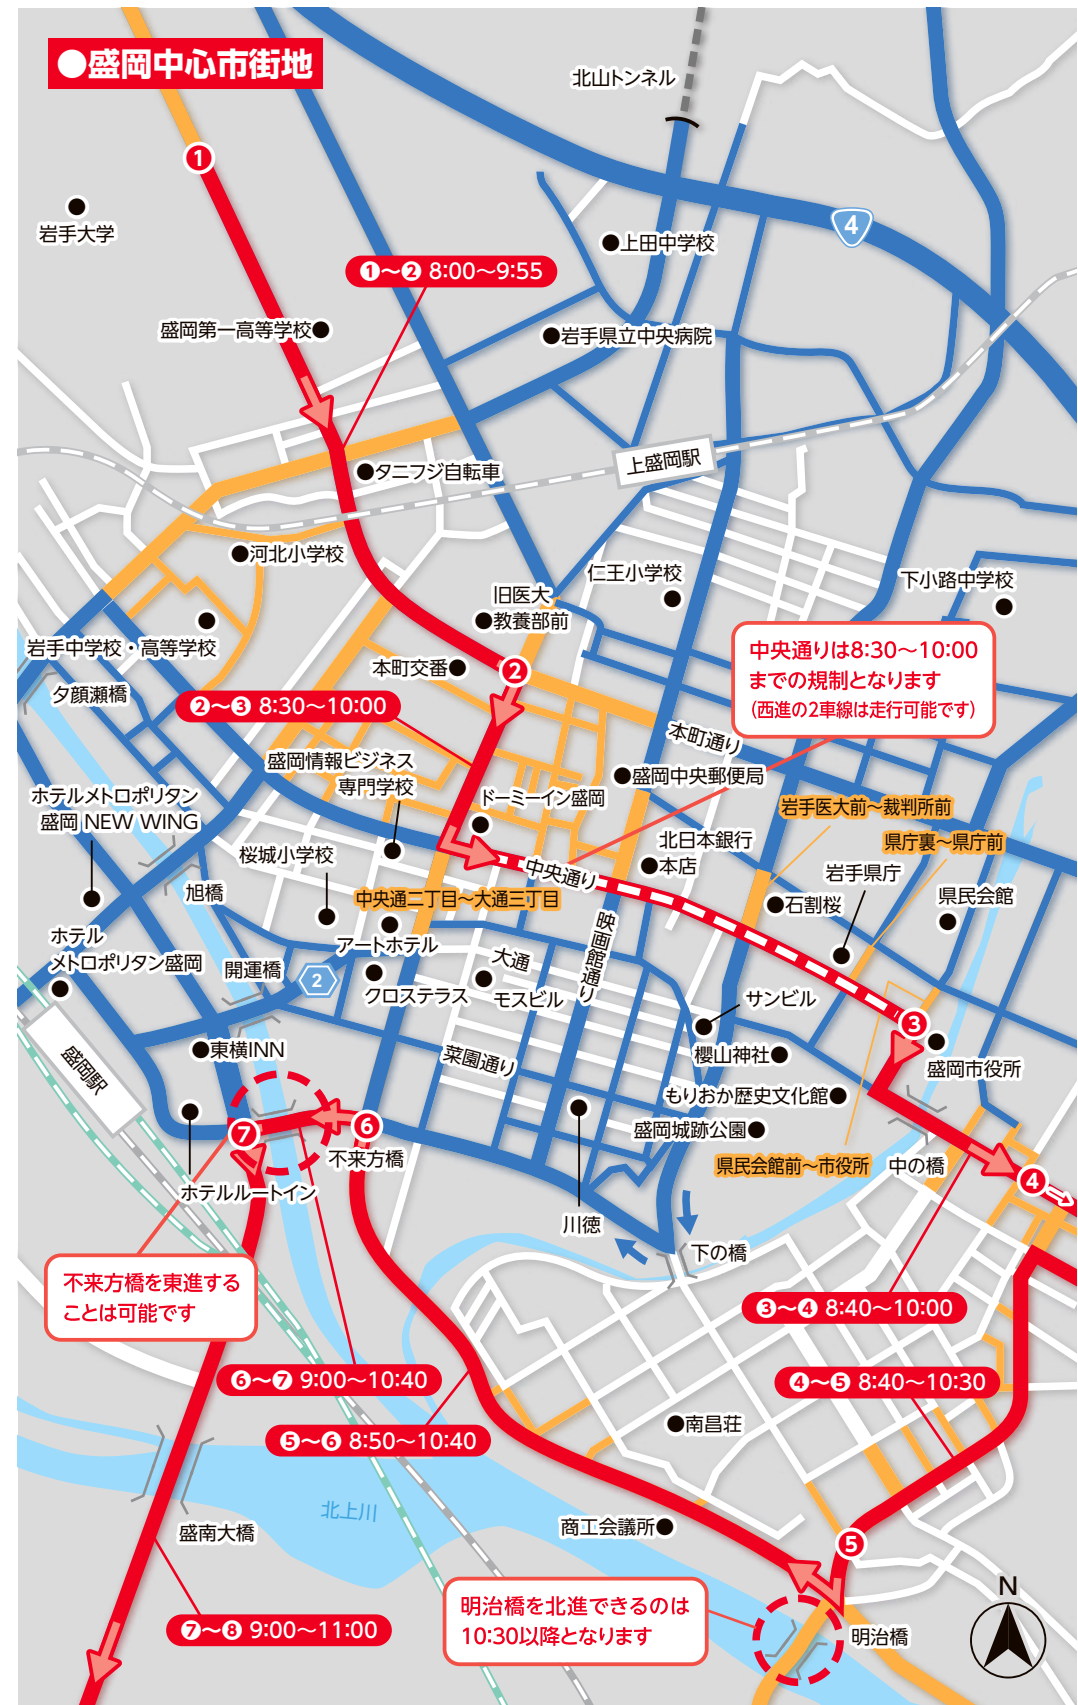 ●盛岡中心市街地
北山トンネル
❶
岩手大学
4
●上田中学校
❶～❷ 8:00～9:55
盛岡第一高等学校●
●岩手県立中央病院
上盛岡駅
●タニフジ自転車
●河北小学校
仁王小学校
下小路中学校
旧医大
●教養部前
岩手中学校・高等学校
中央通りは8:30～10:00
までの規制となります
（西進の2車線は走行可能です）
本町交番●
❷
夕顔瀬橋
❷～❸ 8:30～10:00
本町通り
盛岡情報ビジネス
専門学校
●盛岡中央郵便局
ホテルメトロポリタン
盛岡 NEW WING
ドーミーイン盛岡
岩手医大前～裁判所前
北日本銀行
●本店
県庁裏～県庁前
桜城小学校
中央通り
岩手県庁
旭橋
中央通二丁目～大通三丁目
●石割桜
県民会館
ホテル
メトロポリタン盛岡
アートホテル
映画館通り
大通
開運橋
2
クロステラス
モスビル
サンビル
❸
盛岡駅
●東横INN
菜園通り
櫻山神社●
盛岡市役所
もりおか歴史文化館●
❼
❻
盛岡城跡公園●
不来方橋
県民会館前～市役所
中の橋
❹
ホテルルートイン
川徳
下の橋
不来方橋を東進する
ことは可能です
❸～❹ 8:40～10:00
❻～❼ 9:00～10:40
❹～❺ 8:40～10:30
❺～❻ 8:50～10:40
●南昌荘
北上川
盛南大橋
商工会議所●
❺
明治橋を北進できるのは
10:30以降となります
N
❼～❽ 9:00～11:00
明治橋